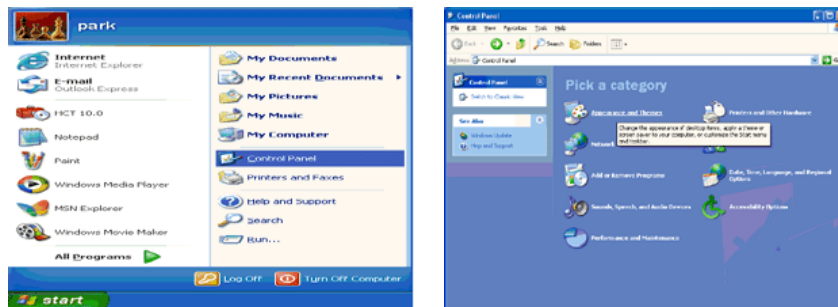 park
Internet
Internet Explorer
E-mail
Outlook Express
HCT 10.0
Notepad
Paint
Windows Media Player
MSN Explorer
Windows Movie Maker
All Programs
My Documents
My Recent Documents
My Pictures
My Music
My Computer
Control Panel
Printers and Faxes
Help and Support
Search
Run...
Log Off
Turn Off Computer
start
Control Panel
File Edit View Favorites Tools Help
Back
Search
Folders
Address
Control Panel
Go
Control Panel
Switch to Classic View
See Also
Windows Update
Help and Support
Pick a category
Appearance and Themes
Printers and Other Hardware
Change the appearance of desktop items, apply a theme or
screen saver to your computer, or customize the Start menu
and taskbar.
Network
Add or Remove Programs
Date, Time, Language, and Regional
Options
Sounds, Speech, and Audio Devices
Accessibility Options
Performance and Maintenance